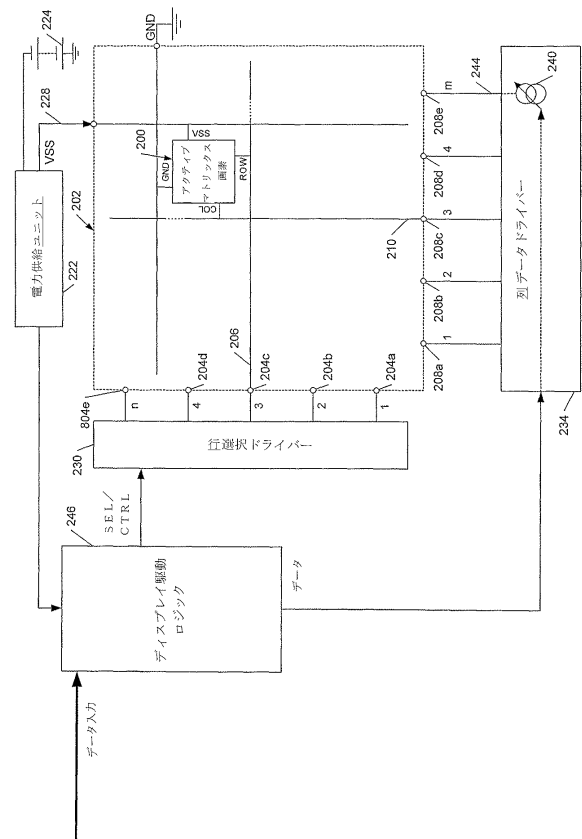 224
228
VSS
電力供給ユニット
222
202
GND
200
VSS
GND
アクティブ
マトリックス
画素
ROW
COL
206
210
804e
204d
204c
204b
204a
n
4
3
2
1
230
行選択ドライバー
SEL/
CTRL
246
ディスプレイ駆動
ロジック
データ
データ入力
208e
208d
208c
208b
208a
m
4
3
2
1
244
240
列データドライバー
234